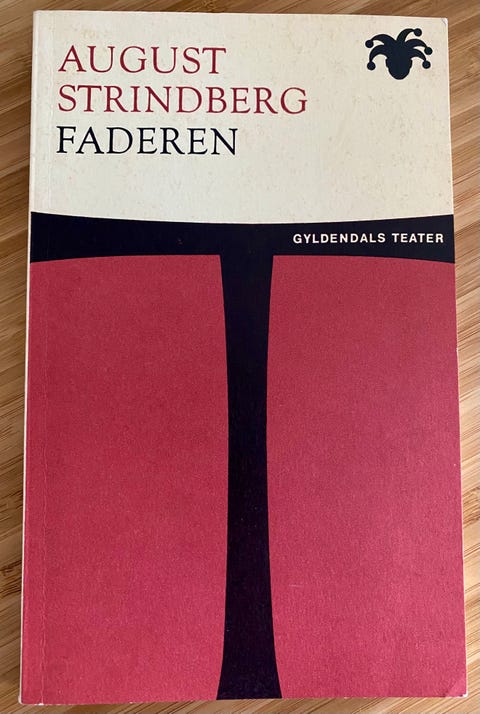 AUGUST
STRINDBERG
FADEREN
GYLDENDALS TEATER